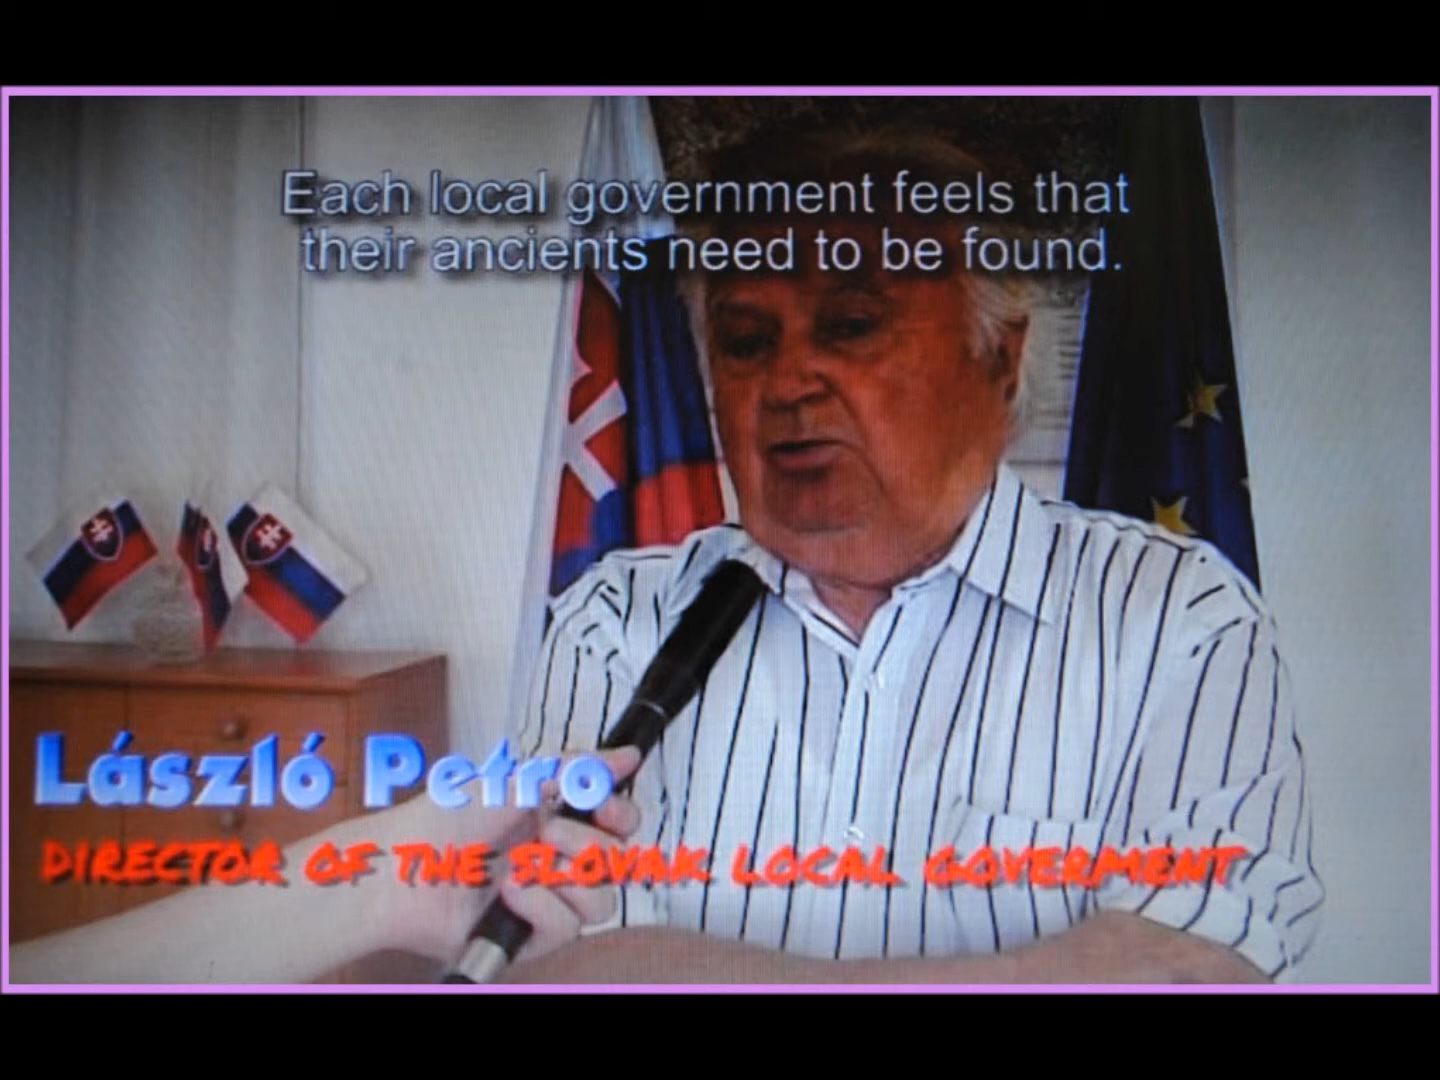 Each local government feels that
their ancients need to be found.
László Petro
DIRECTOR OF THE SLOVAK LOCAL GOVERMENT